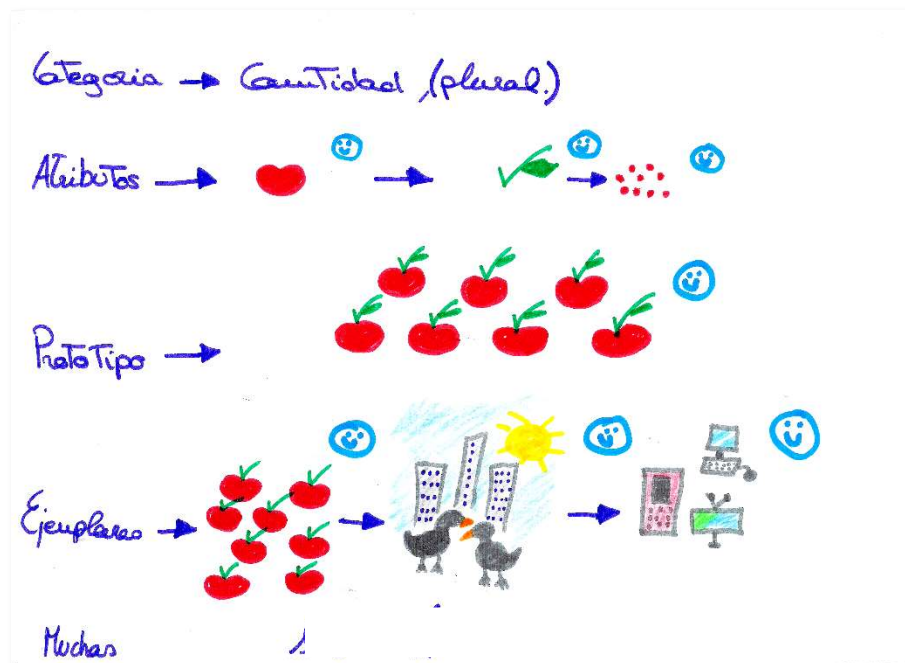 Categoria → Cantidad, (plural.)
Atributos →
Prototipo →
Ejemplares →
Muchas